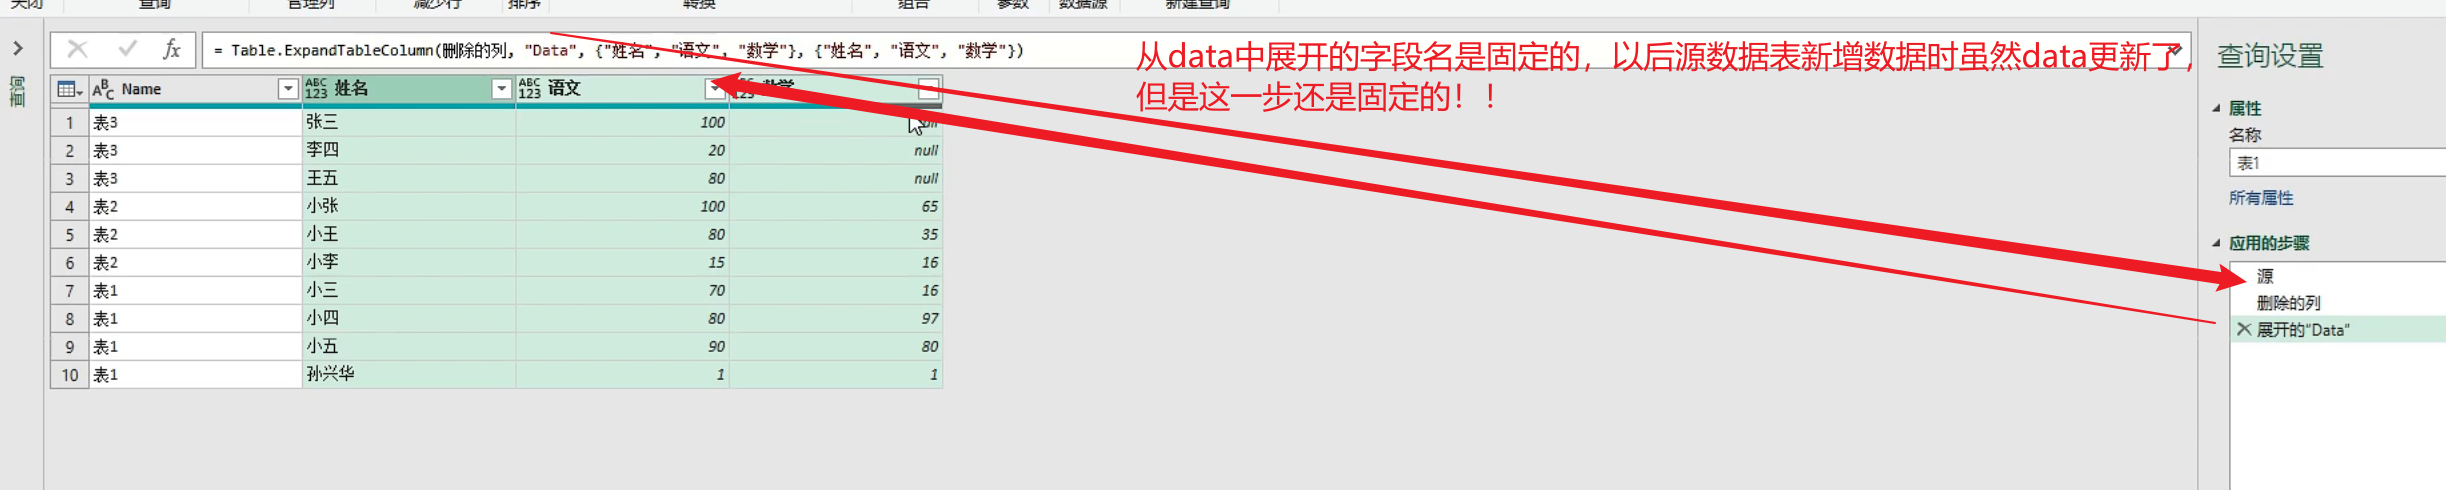 关闭 查询 管理列 减少行 排序 转换 组合 参数 数据源 新建查询
fx = Table.ExpandTableColumn(删除的列, "Data", {"姓名", "语文", "数学"}, {"姓名", "语文", "数学"})
从data中展开的字段名是固定的，以后源数据表新增数据时虽然data更新了，
但是这一步还是固定的！！
查询设置
查询
ABC Name ABC123 姓名 ABC123 语文 123 数学
1 表3 张三 100 null
2 表3 李四 20 null
3 表3 王五 80 null
4 表2 小张 100 65
5 表2 小王 80 35
6 表2 小李 15 16
7 表1 小三 70 16
8 表1 小四 80 97
9 表1 小五 90 80
10 表1 孙兴华 1 1
属性
名称
表1
所有属性
应用的步骤
源
删除的列
展开的"Data"